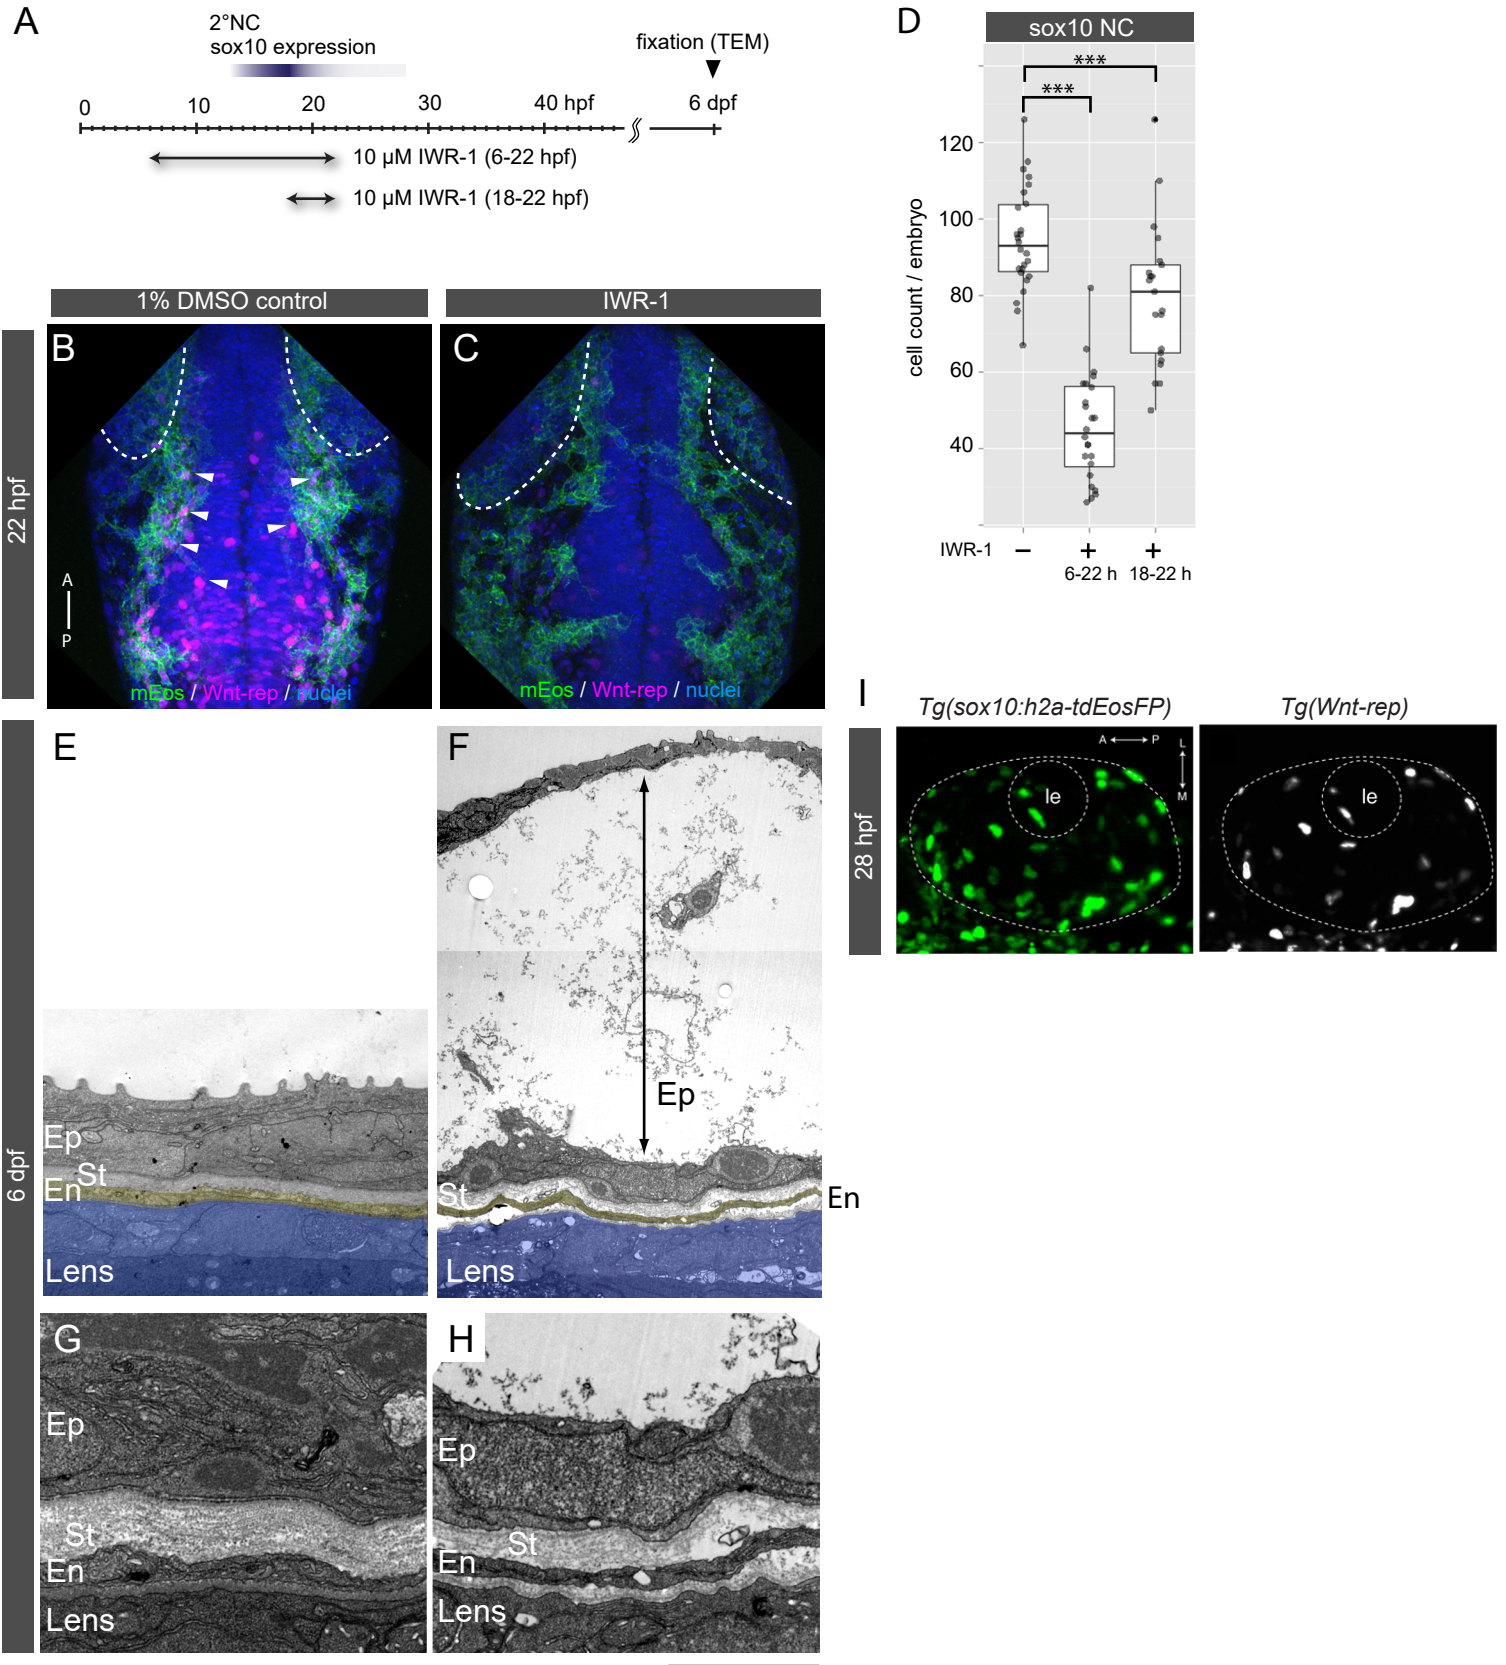 A
2°NC
sox10 expression
fixation (TEM)
0 10 20 30 40 hpf 6 dpf
10 µM IWR-1 (6-22 hpf)
10 µM IWR-1 (18-22 hpf)
1% DMSO control
IWR-1
22 hpf
B
A
P
mEos / Wnt-rep / nuclei
C
mEos / Wnt-rep / nuclei
D
sox10 NC
***
***
cell count / embryo
120
100
80
60
40
IWR-1 − + +
6-22 h 18-22 h
6 dpf
E
Ep
St
En
Lens
F
Ep
St
En
Lens
G
Ep
St
En
Lens
H
Ep
St
En
Lens
I
Tg(sox10:h2a-tdEosFP)
Tg(Wnt-rep)
28 hpf
A P
L
M
le
le